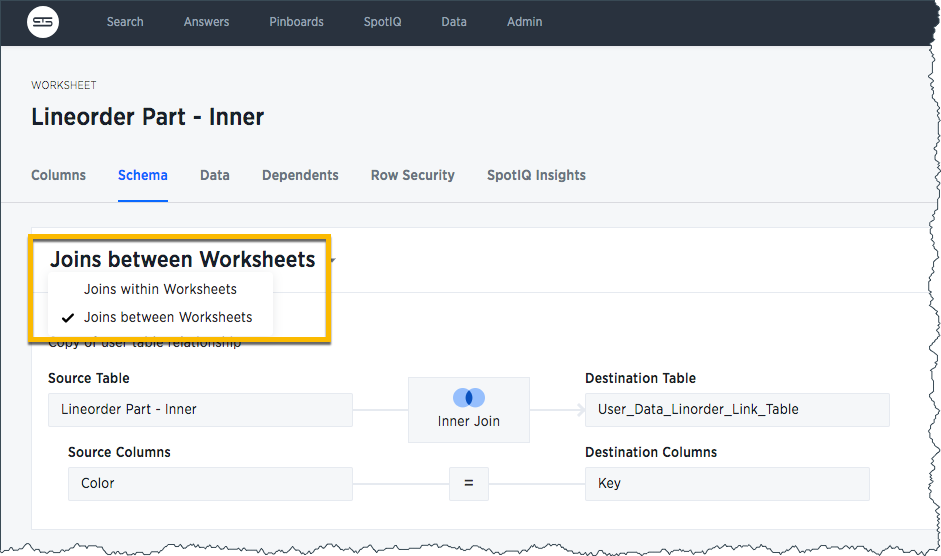 Search Answers Pinboards SpotIQ Data Admin
WORKSHEET
Lineorder Part - Inner
Columns Schema Data Dependents Row Security SpotIQ Insights
Joins between Worksheets
Joins within Worksheets
Joins between Worksheets
Copy of user table relationship
Source Table Destination Table
Lineorder Part - Inner Inner Join User_Data_Linorder_Link_Table
Source Columns Destination Columns
Color = Key